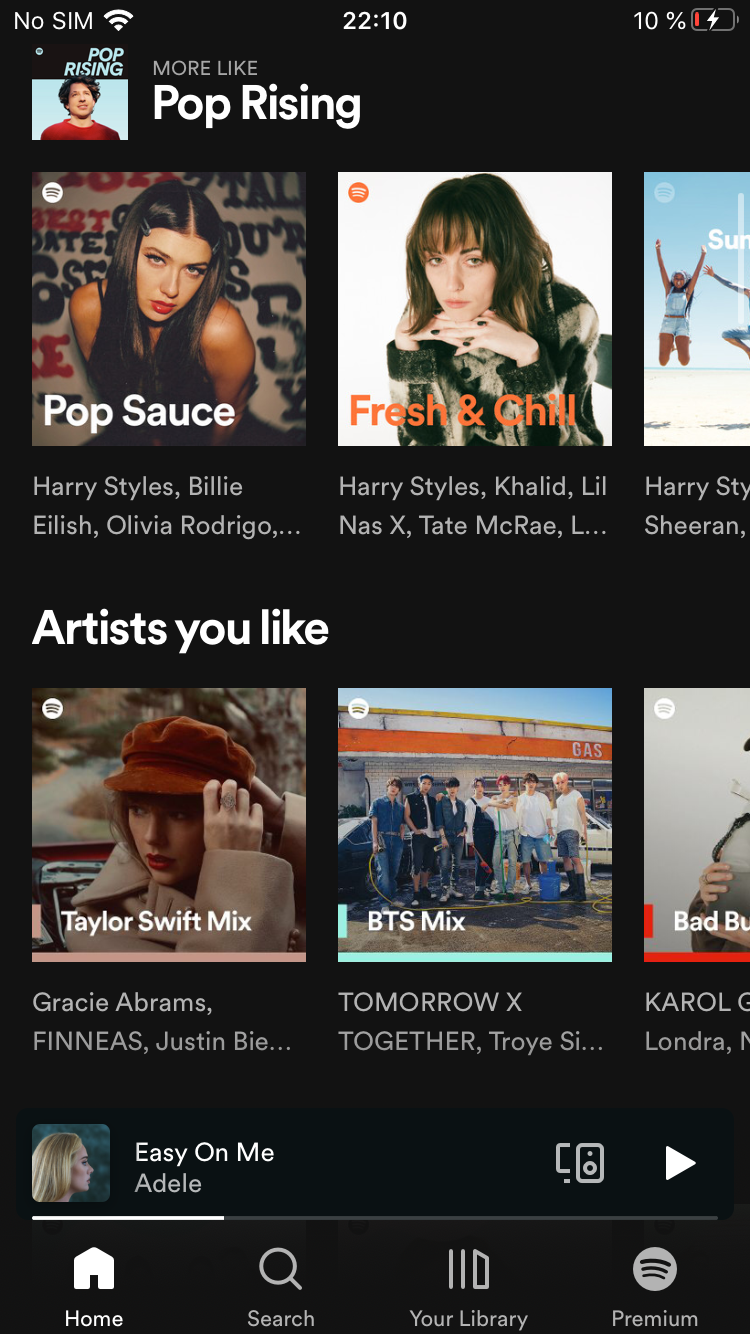 No SIM 22:10 10 %
POP
RISING
MORE LIKE
Pop Rising
Pop Sauce
Fresh & Chill
Harry Styles, Billie
Eilish, Olivia Rodrigo,...
Harry Styles, Khalid, Lil
Nas X, Tate McRae, L...
Harry
Sheeran,
Artists you like
GAS
Taylor Swift Mix
BTS Mix
Bad
Gracie Abrams,
FINNEAS, Justin Bie...
TOMORROW X
TOGETHER, Troye Si...
KAROL
Londra,
Easy On Me
Adele
Home
Search
Your Library
Premium